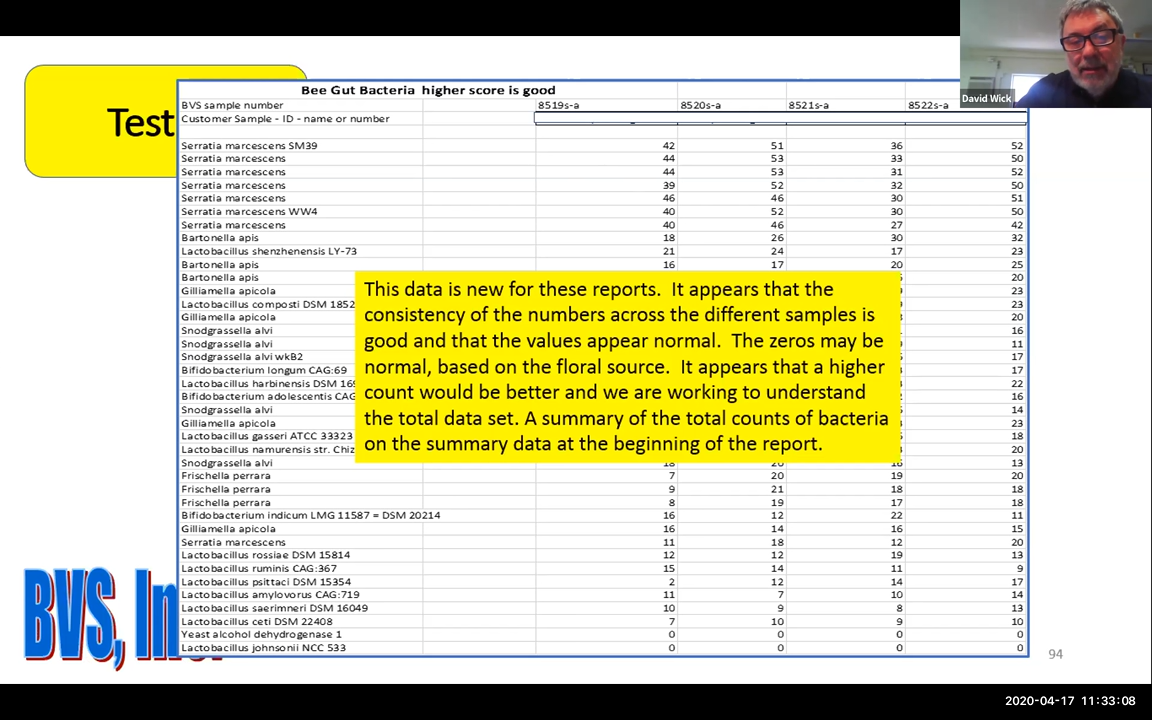 David Wick
Test
Bee Gut Bacteria higher score is good
BVS sample number 8519s-a 8520s-a 8521s-a 8522s-a
Customer Sample - ID - name or number
Serratia marcescens SM39 42 51 36 52
Serratia marcescens 44 53 33 50
Serratia marcescens 44 53 31 52
Serratia marcescens 39 52 32 50
Serratia marcescens 46 46 30 51
Serratia marcescens WW4 40 52 30 50
Serratia marcescens 40 46 27 42
Bartonella apis 18 26 30 32
Lactobacillus shenzhenensis LY-73 21 24 17 23
Bartonella apis 16 17 20 25
Bartonella apis 20
Gilliamella apicola 23
Lactobacillus composti DSM 1852 23
Gilliamella apicola 20
Snodgrassella alvi 16
Snodgrassella alvi 11
Snodgrassella alvi wkB2 17
Bifidobacterium longum CAG:69 17
Lactobacillus harbinensis DSM 22
Bifidobacterium adolescentis CAG 16
Snodgrassella alvi 14
Gilliamella apicola 23
Lactobacillus gasseri ATCC 33323 18
Lactobacillus namurensis str. Chiz 20
Snodgrassella alvi 13
This data is new for these reports. It appears that the
consistency of the numbers across the different samples is
good and that the values appear normal. The zeros may be
normal, based on the floral source. It appears that a higher
count would be better and we are working to understand
the total data set. A summary of the total counts of bacteria
on the summary data at the beginning of the report.
Frischella perrara 7 20 19 20
Frischella perrara 9 21 18 18
Frischella perrara 8 19 17 18
Bifidobacterium indicum LMG 11587 = DSM 20214 16 12 22 11
Gilliamella apicola 16 14 16 15
Serratia marcescens 11 18 12 20
Lactobacillus rossiae DSM 15814 12 12 19 13
Lactobacillus ruminis CAG:367 15 14 11 9
Lactobacillus psittaci DSM 15354 2 12 14 17
Lactobacillus amylovorus CAG:719 11 7 10 14
Lactobacillus saerimneri DSM 16049 10 9 8 13
Lactobacillus ceti DSM 22408 7 10 9 10
Yeast alcohol dehydrogenase 1 0 0 0 0
Lactobacillus johnsonii NCC 533 0 0 0 0
BVS, In
94
2020-04-17 11:33:08